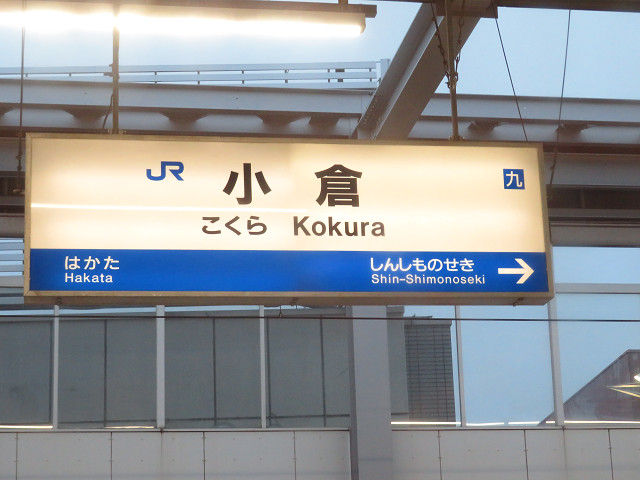 JR 小倉 九
こくら Kokura
はかた しんしものせき
Hakata Shin-Shimonoseki